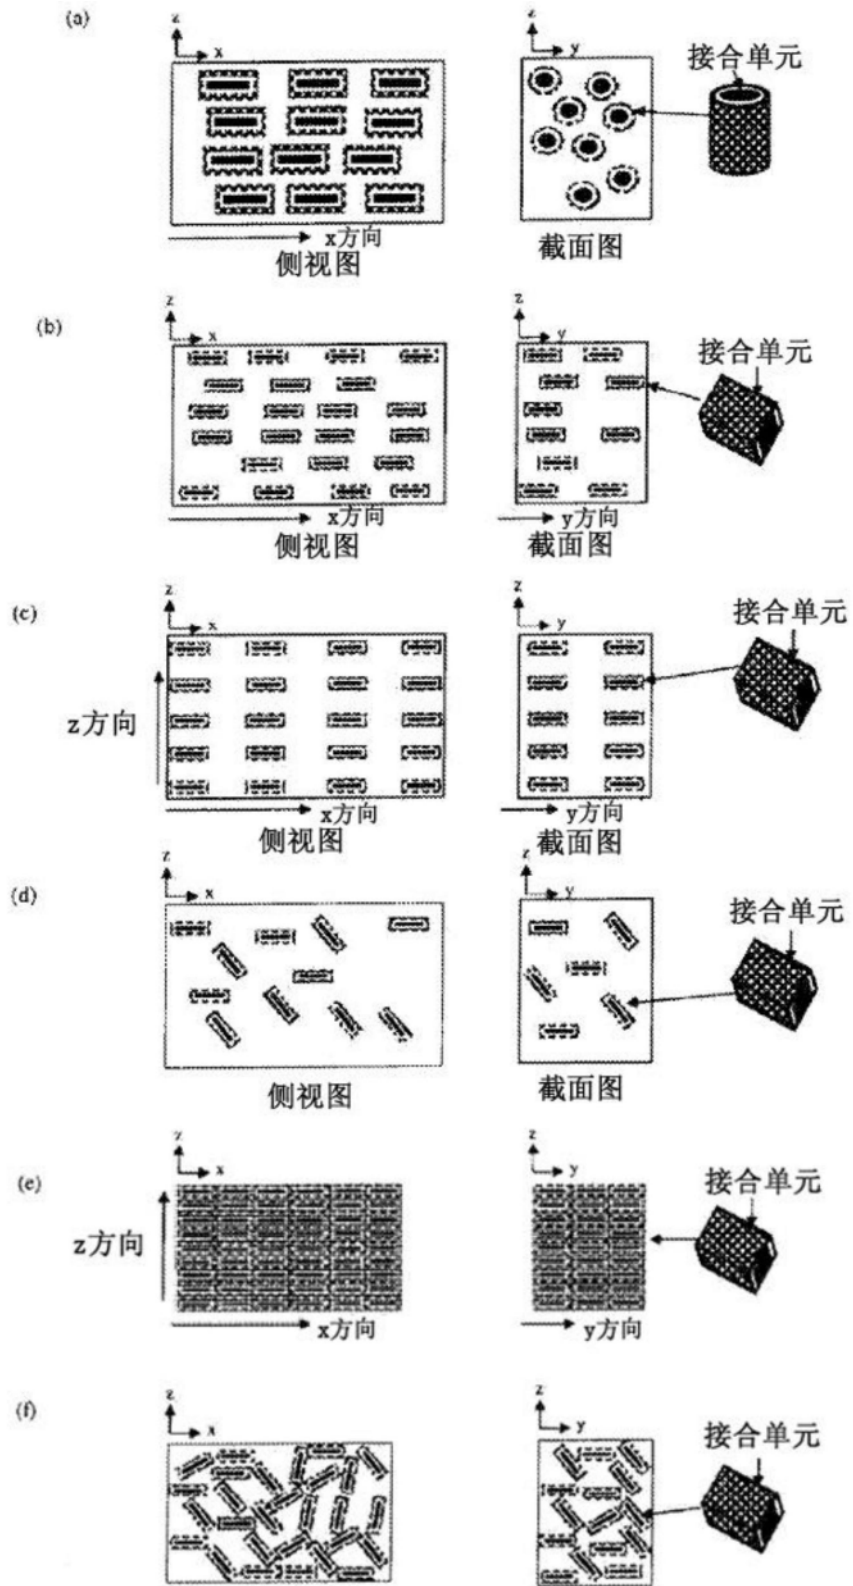 (a)
z
x
z
y
接合单元
x方向
侧视图
截面图
(b)
z
x
z
y
接合单元
x方向
侧视图
y方向
截面图
(c)
z
x
z
y
接合单元
z方向
x方向
侧视图
y方向
截面图
(d)
z
x
z
y
接合单元
侧视图
截面图
(e)
z
x
z
y
接合单元
z方向
x方向
y方向
(f)
z
x
z
y
接合单元